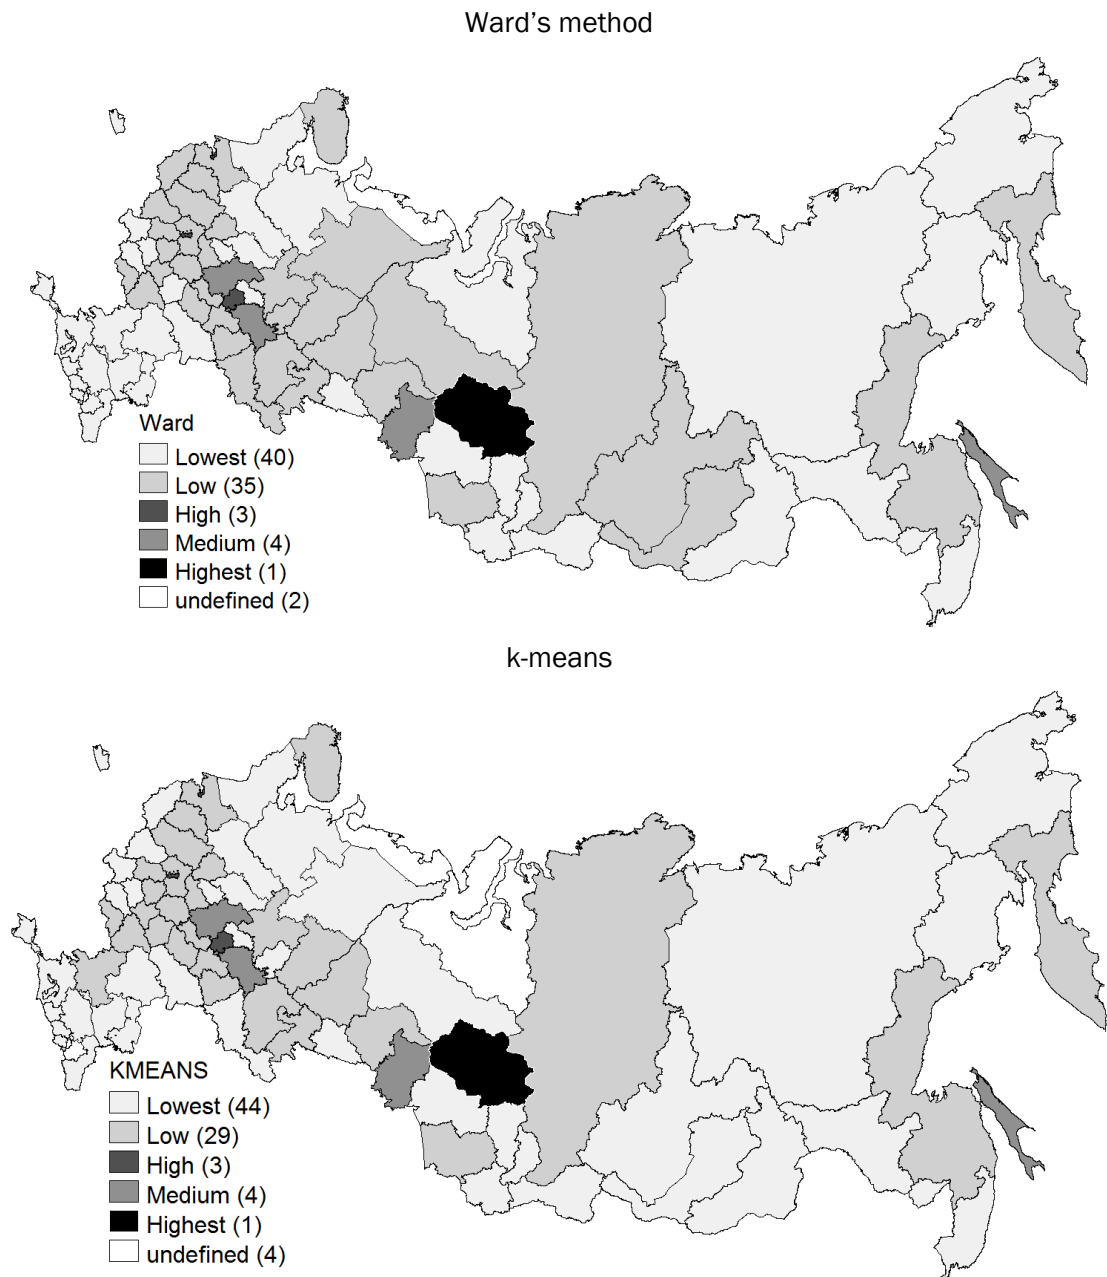 Ward’s method
Ward
Lowest (40)
Low (35)
High (3)
Medium (4)
Highest (1)
undefined (2)
k-means
KMEANS
Lowest (44)
Low (29)
High (3)
Medium (4)
Highest (1)
undefined (4)